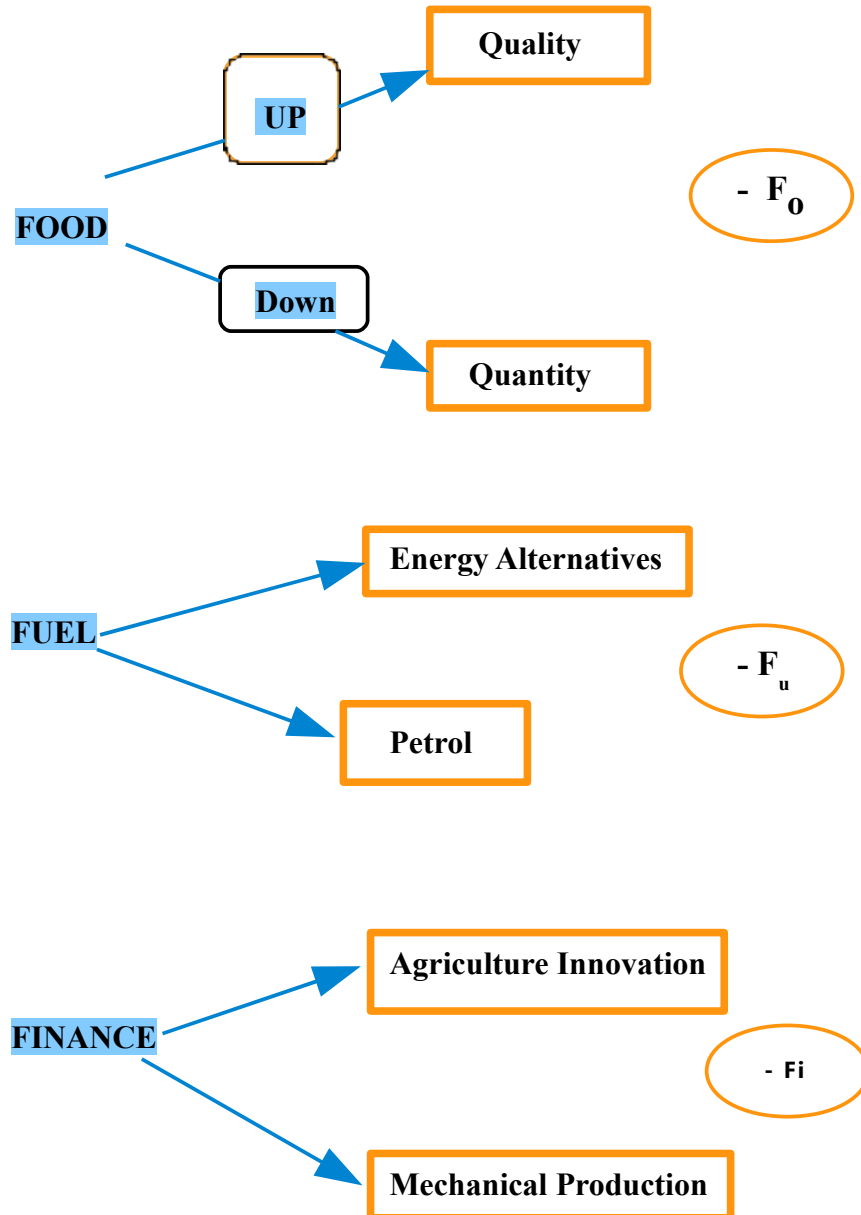 Quality
UP
- Fo
FOOD
Down
Quantity
Energy Alternatives
FUEL
- Fu
Petrol
Agriculture Innovation
FINANCE
- Fi
Mechanical Production